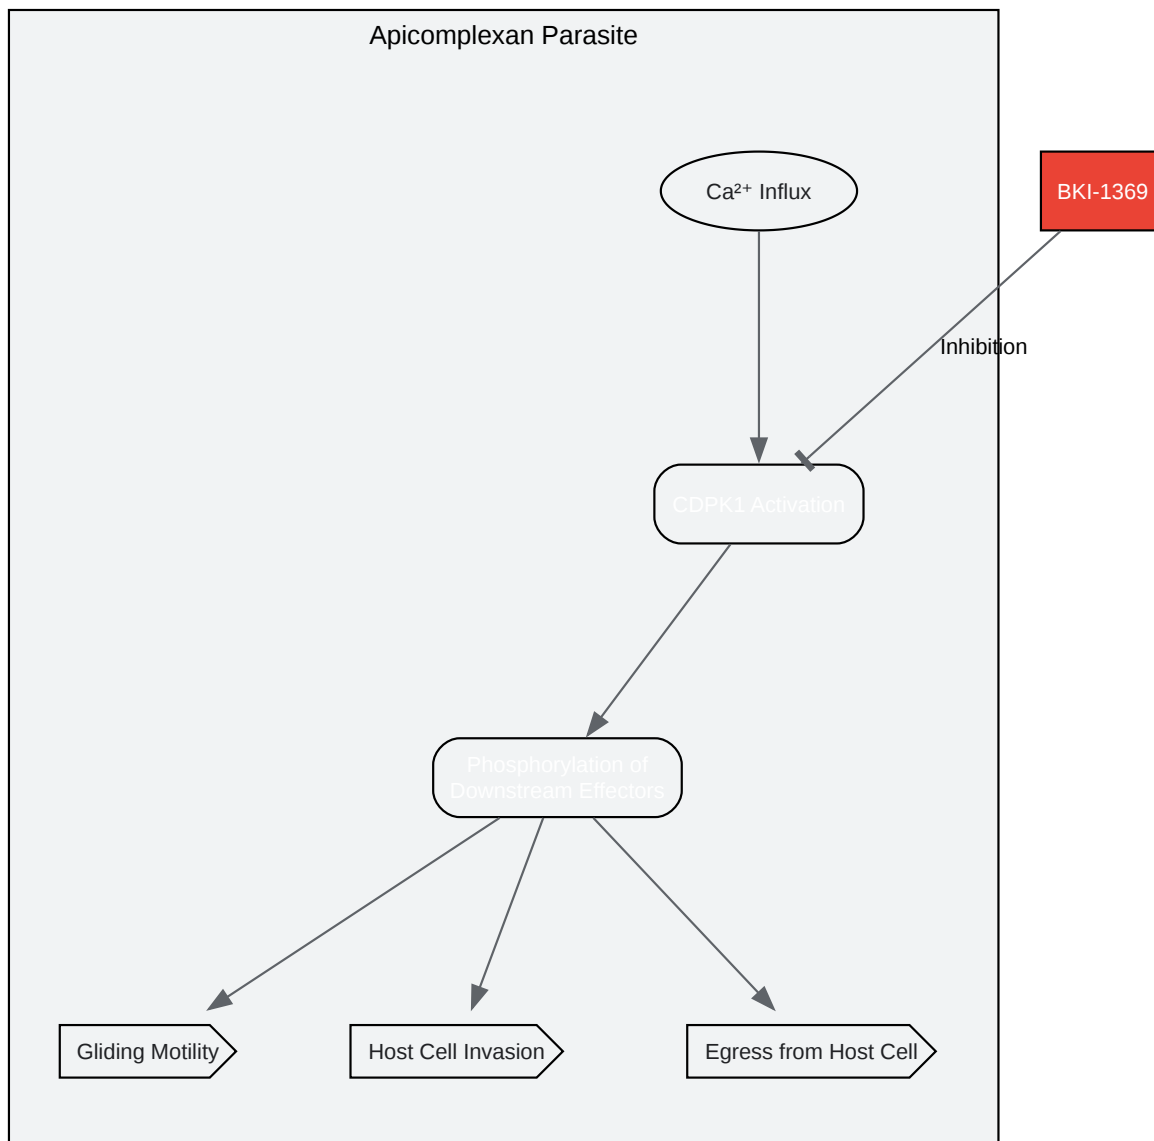 Apicomplexan Parasite
Ca²⁺ Influx
BKI-1369
Inhibition
CDPK1 Activation
Phosphorylation of
Downstream Effectors
Gliding Motility
Host Cell Invasion
Egress from Host Cell